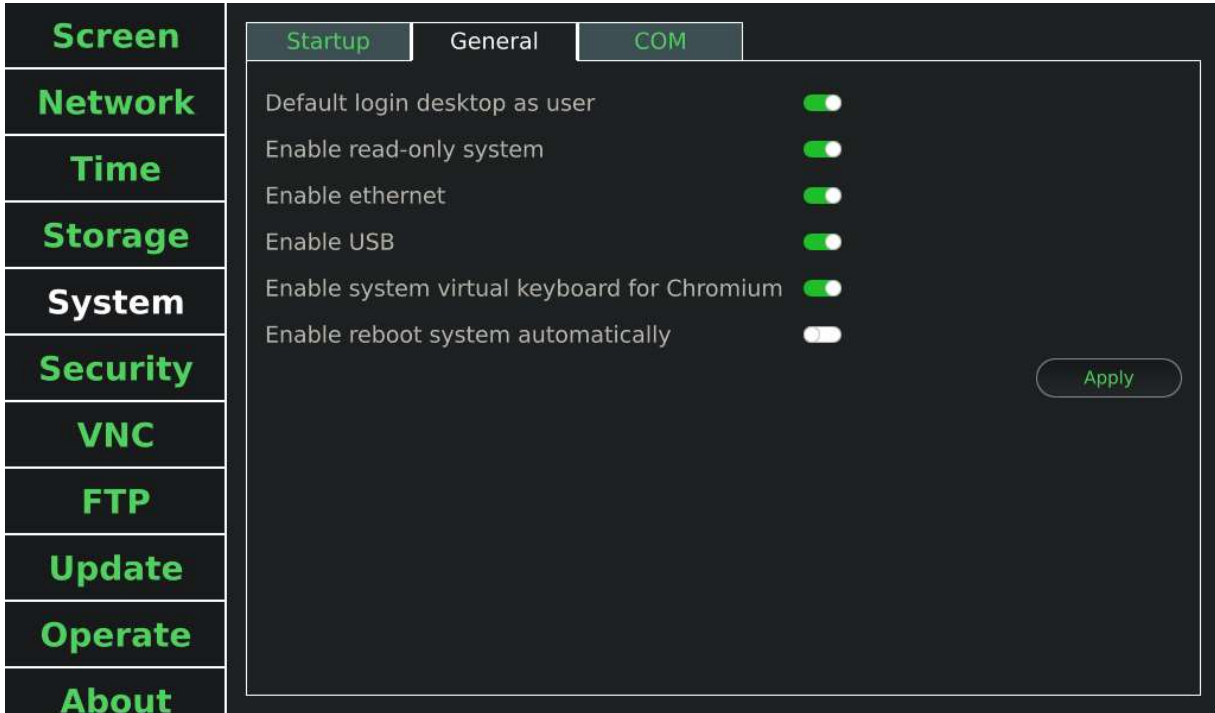 Screen
Network
Time
Storage
System
Security
VNC
FTP
Update
Operate
About
Startup General COM
Default login desktop as user
Enable read-only system
Enable ethernet
Enable USB
Enable system virtual keyboard for Chromium
Enable reboot system automatically
Apply